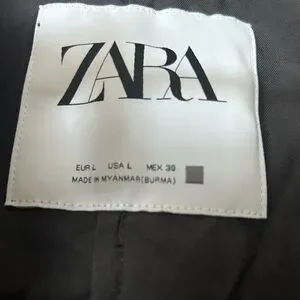 ZARA
EUR L USA L MEX 30
MADE IN MYANMAR(BURMA)